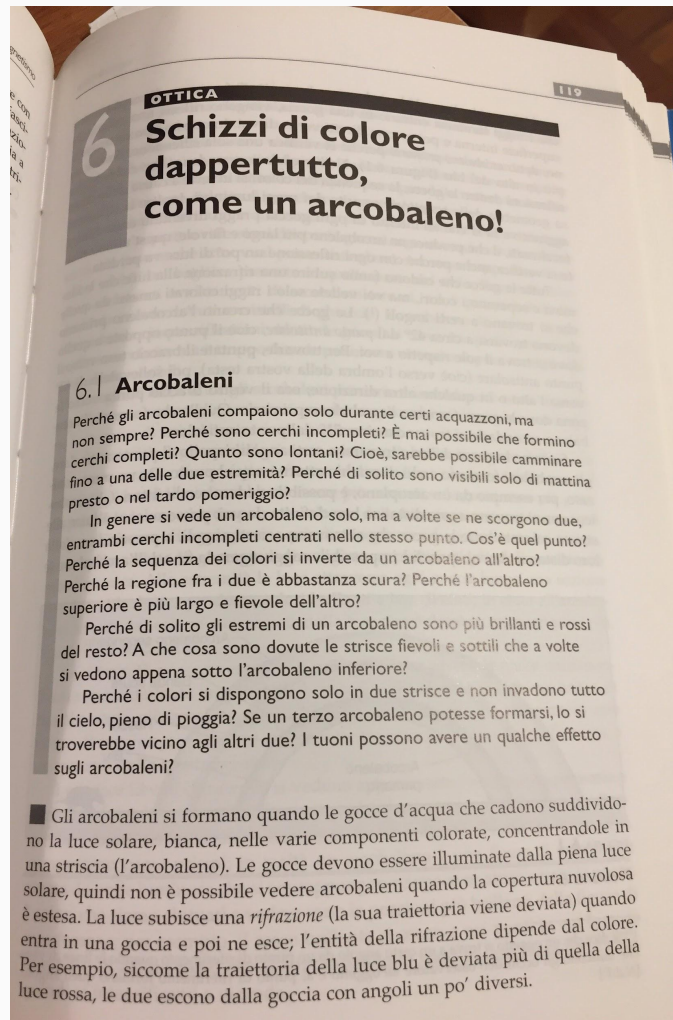 119
OTTICA
6
Schizzi di colore
dappertutto,
come un arcobaleno!
6.1 Arcobaleni
Perché gli arcobaleni compaiono solo durante certi acquazzoni, ma
non sempre? Perché sono cerchi incompleti? È mai possibile che formino
cerchi completi? Quanto sono lontani? Cioè, sarebbe possibile camminare
fino a una delle due estremità? Perché di solito sono visibili solo di mattina
presto o nel tardo pomeriggio?
In genere si vede un arcobaleno solo, ma a volte se ne scorgono due,
entrambi cerchi incompleti centrati nello stesso punto. Cos'è quel punto?
Perché la sequenza dei colori si inverte da un arcobaleno all'altro?
Perché la regione fra i due è abbastanza scura? Perché l'arcobaleno
superiore è più largo e fievole dell'altro?
Perché di solito gli estremi di un arcobaleno sono più brillanti e rossi
del resto? A che cosa sono dovute le strisce fievoli e sottili che a volte
si vedono appena sotto l'arcobaleno inferiore?
Perché i colori si dispongono solo in due strisce e non invadono tutto
il cielo, pieno di pioggia? Se un terzo arcobaleno potesse formarsi, lo si
troverebbe vicino agli altri due? I tuoni possono avere un qualche effetto
sugli arcobaleni?
Gli arcobaleni si formano quando le gocce d'acqua che cadono suddivido-
no la luce solare, bianca, nelle varie componenti colorate, concentrandole in
una striscia (l'arcobaleno). Le gocce devono essere illuminate dalla piena luce
solare, quindi non è possibile vedere arcobaleni quando la copertura nuvolosa
è estesa. La luce subisce una rifrazione (la sua traiettoria viene deviata) quando
entra in una goccia e poi ne esce; l'entità della rifrazione dipende dal colore.
Per esempio, siccome la traiettoria della luce blu è deviata più di quella della
luce rossa, le due escono dalla goccia con angoli un po' diversi.